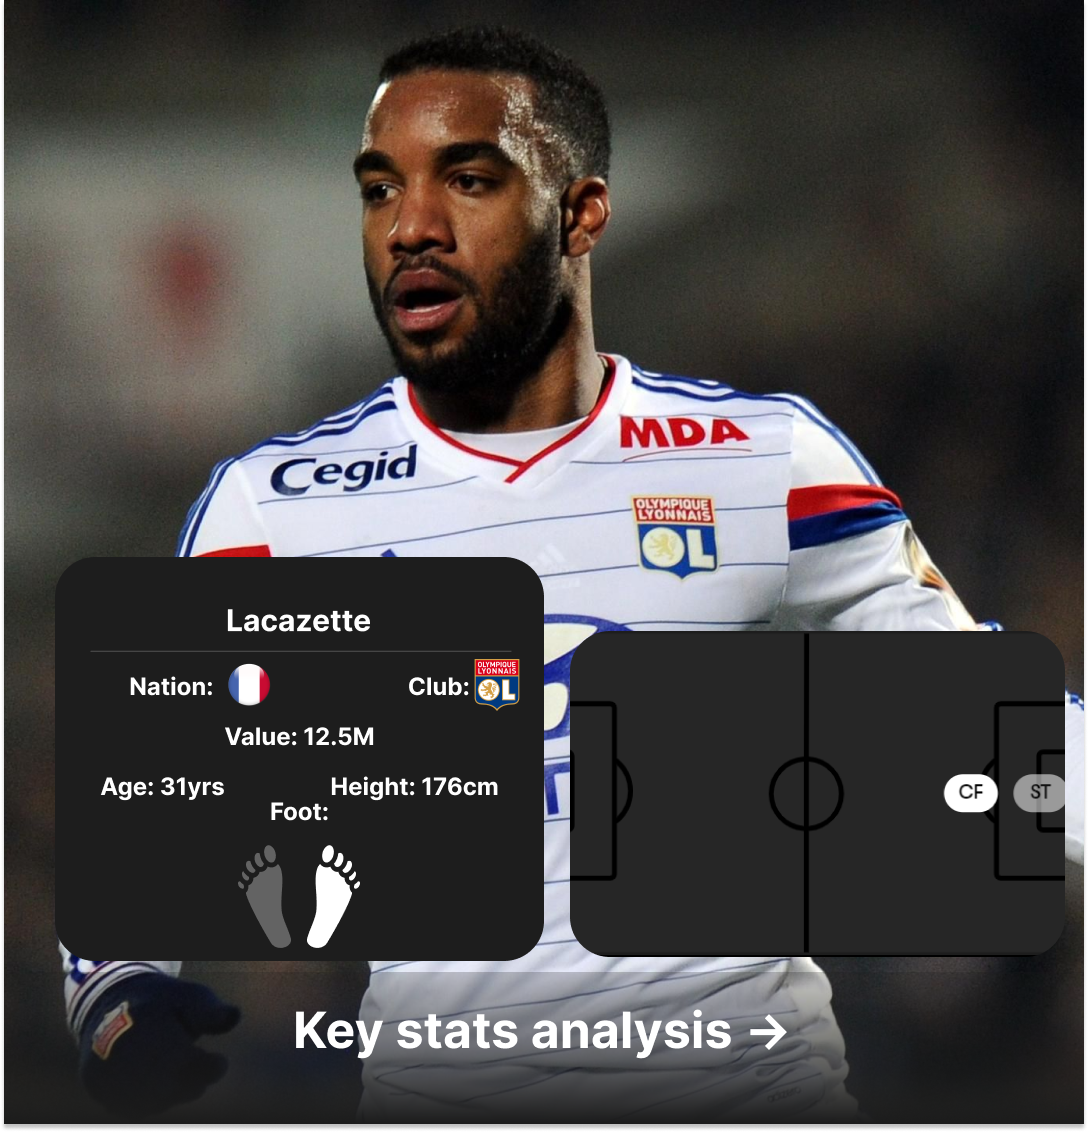 Cegid
MDA
OLYMPIQUE
LYONNAIS
OL
Lacazette
Nation:
Club:
OLYMPIQUE
LYONNAIS
OL
Value: 12.5M
Age: 31yrs
Height: 176cm
Foot:
CF
ST
Key stats analysis →